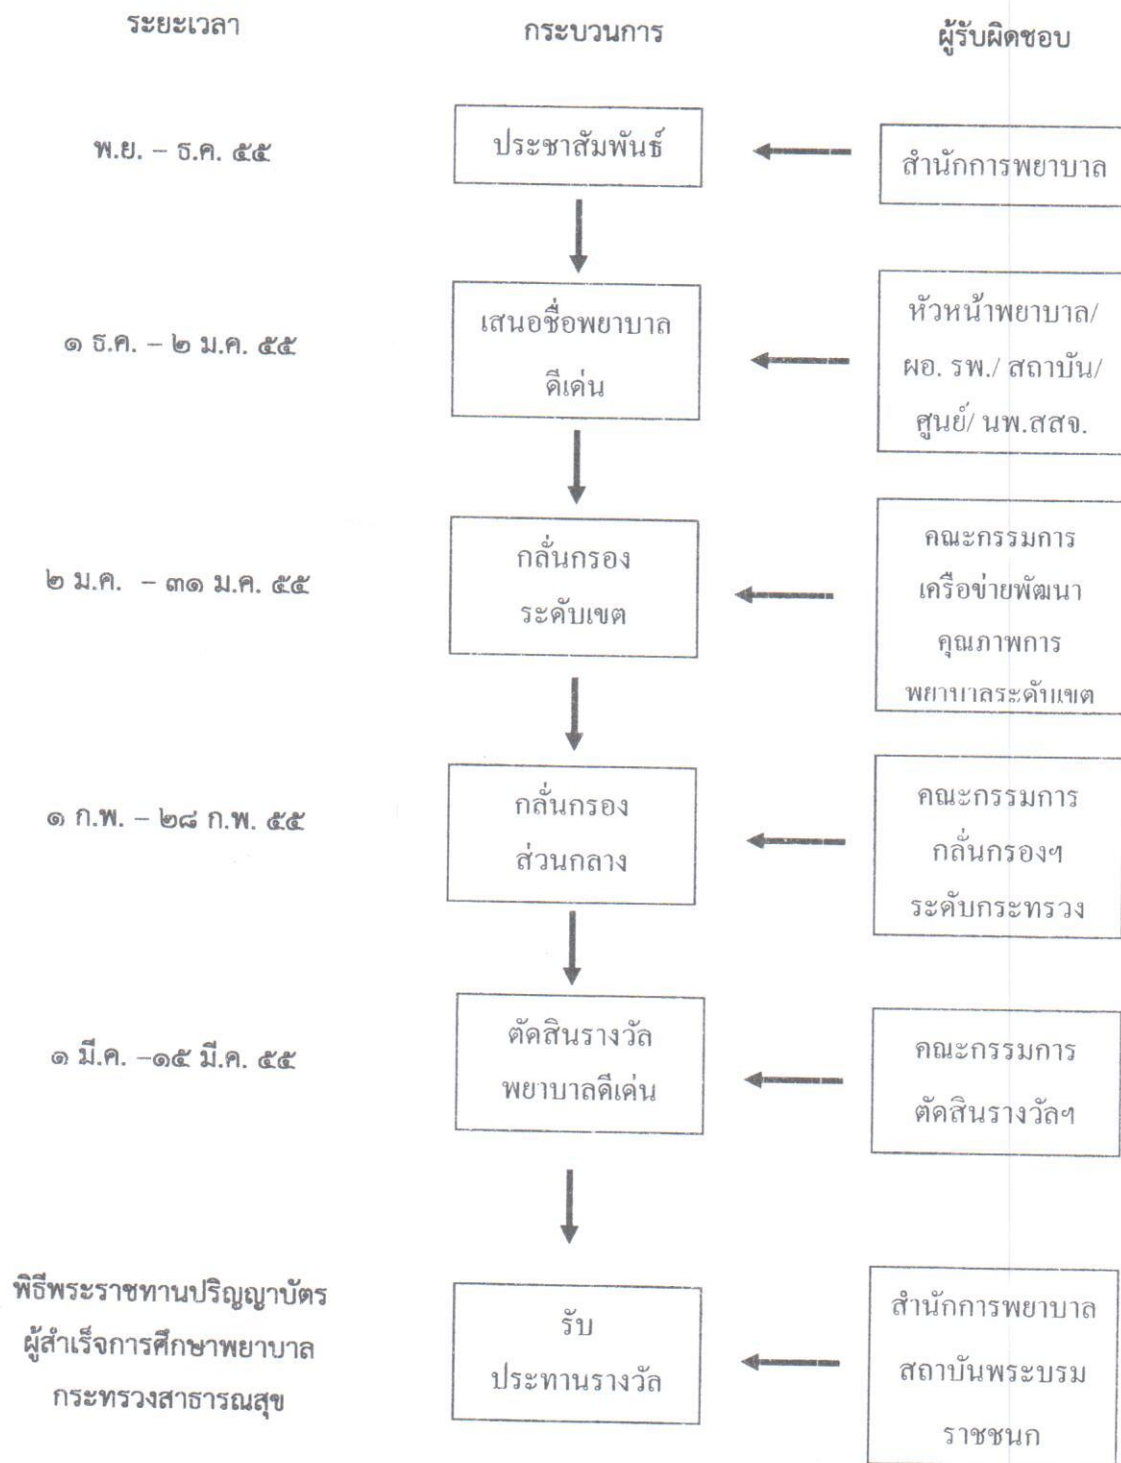 ระยะเวลา
กระบวนการ
ผู้รับผิดชอบ
พ.ย. – ธ.ค. ๕๕
ประชาสัมพันธ์
สำนักการพยาบาล
๑ ธ.ค. – ๒ ม.ค. ๕๕
เสนอชื่อพยาบาล
ดีเด่น
หัวหน้าพยาบาล/
ผอ. รพ./ สถาบัน/
ศูนย์/ นพ.สสจ.
๒ ม.ค. – ๓๑ ม.ค. ๕๕
กลั่นกรอง
ระดับเขต
คณะกรรมการ
เครือข่ายพัฒนา
คุณภาพการ
พยาบาลระดับเขต
๑ ก.พ. – ๒๘ ก.พ. ๕๕
กลั่นกรอง
ส่วนกลาง
คณะกรรมการ
กลั่นกรองฯ
ระดับกระทรวง
๑ มี.ค. –๑๕ มี.ค. ๕๕
ตัดสินรางวัล
พยาบาลดีเด่น
คณะกรรมการ
ตัดสินรางวัลฯ
พิธีพระราชทานปริญญาบัตร
ผู้สำเร็จการศึกษาพยาบาล
กระทรวงสาธารณสุข
รับ
ประทานรางวัล
สำนักการพยาบาล
สถาบันพระบรม
ราชชนก